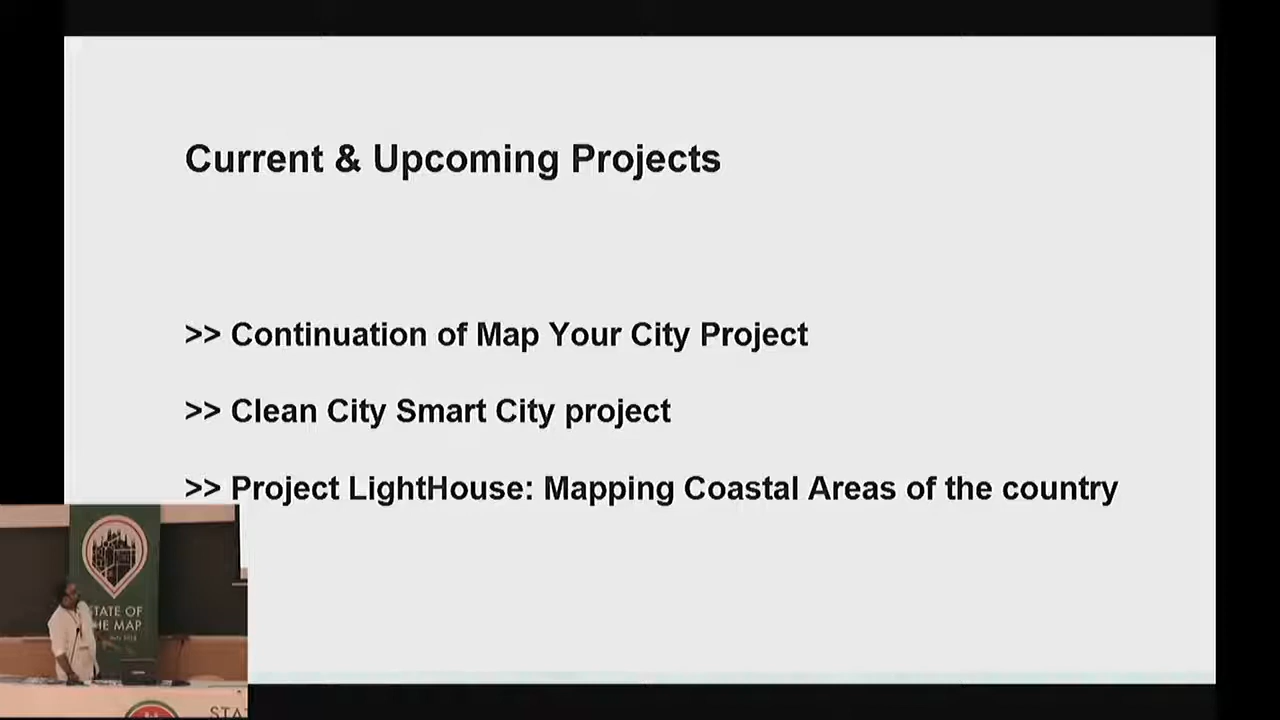 Current & Upcoming Projects
>> Continuation of Map Your City Project
>> Clean City Smart City project
>> Project LightHouse: Mapping Coastal Areas of the country
STATE OF
THE MAP
STA